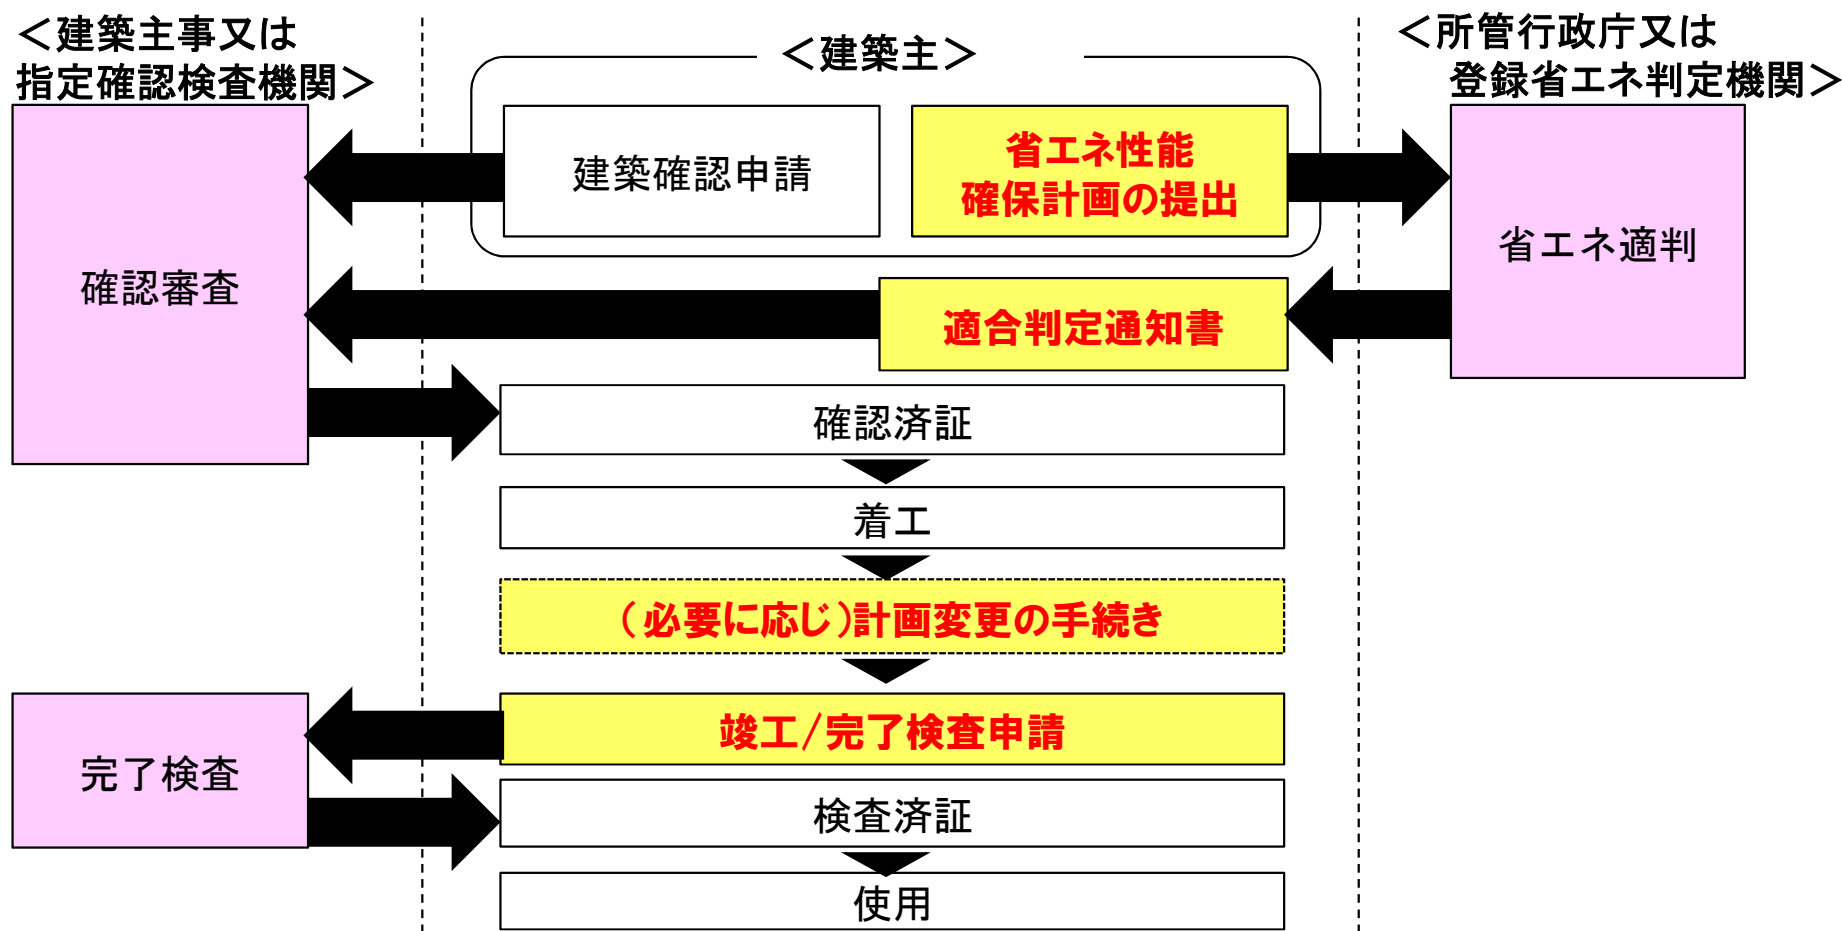 ＜建築主事又は
指定確認検査機関＞
＜建築主＞
＜所管行政庁又は
登録省エネ判定機関＞
建築確認申請
省エネ性能
確保計画の提出
確認審査
省エネ適判
適合判定通知書
確認済証
着工
（必要に応じ）計画変更の手続き
竣工/完了検査申請
完了検査
検査済証
使用